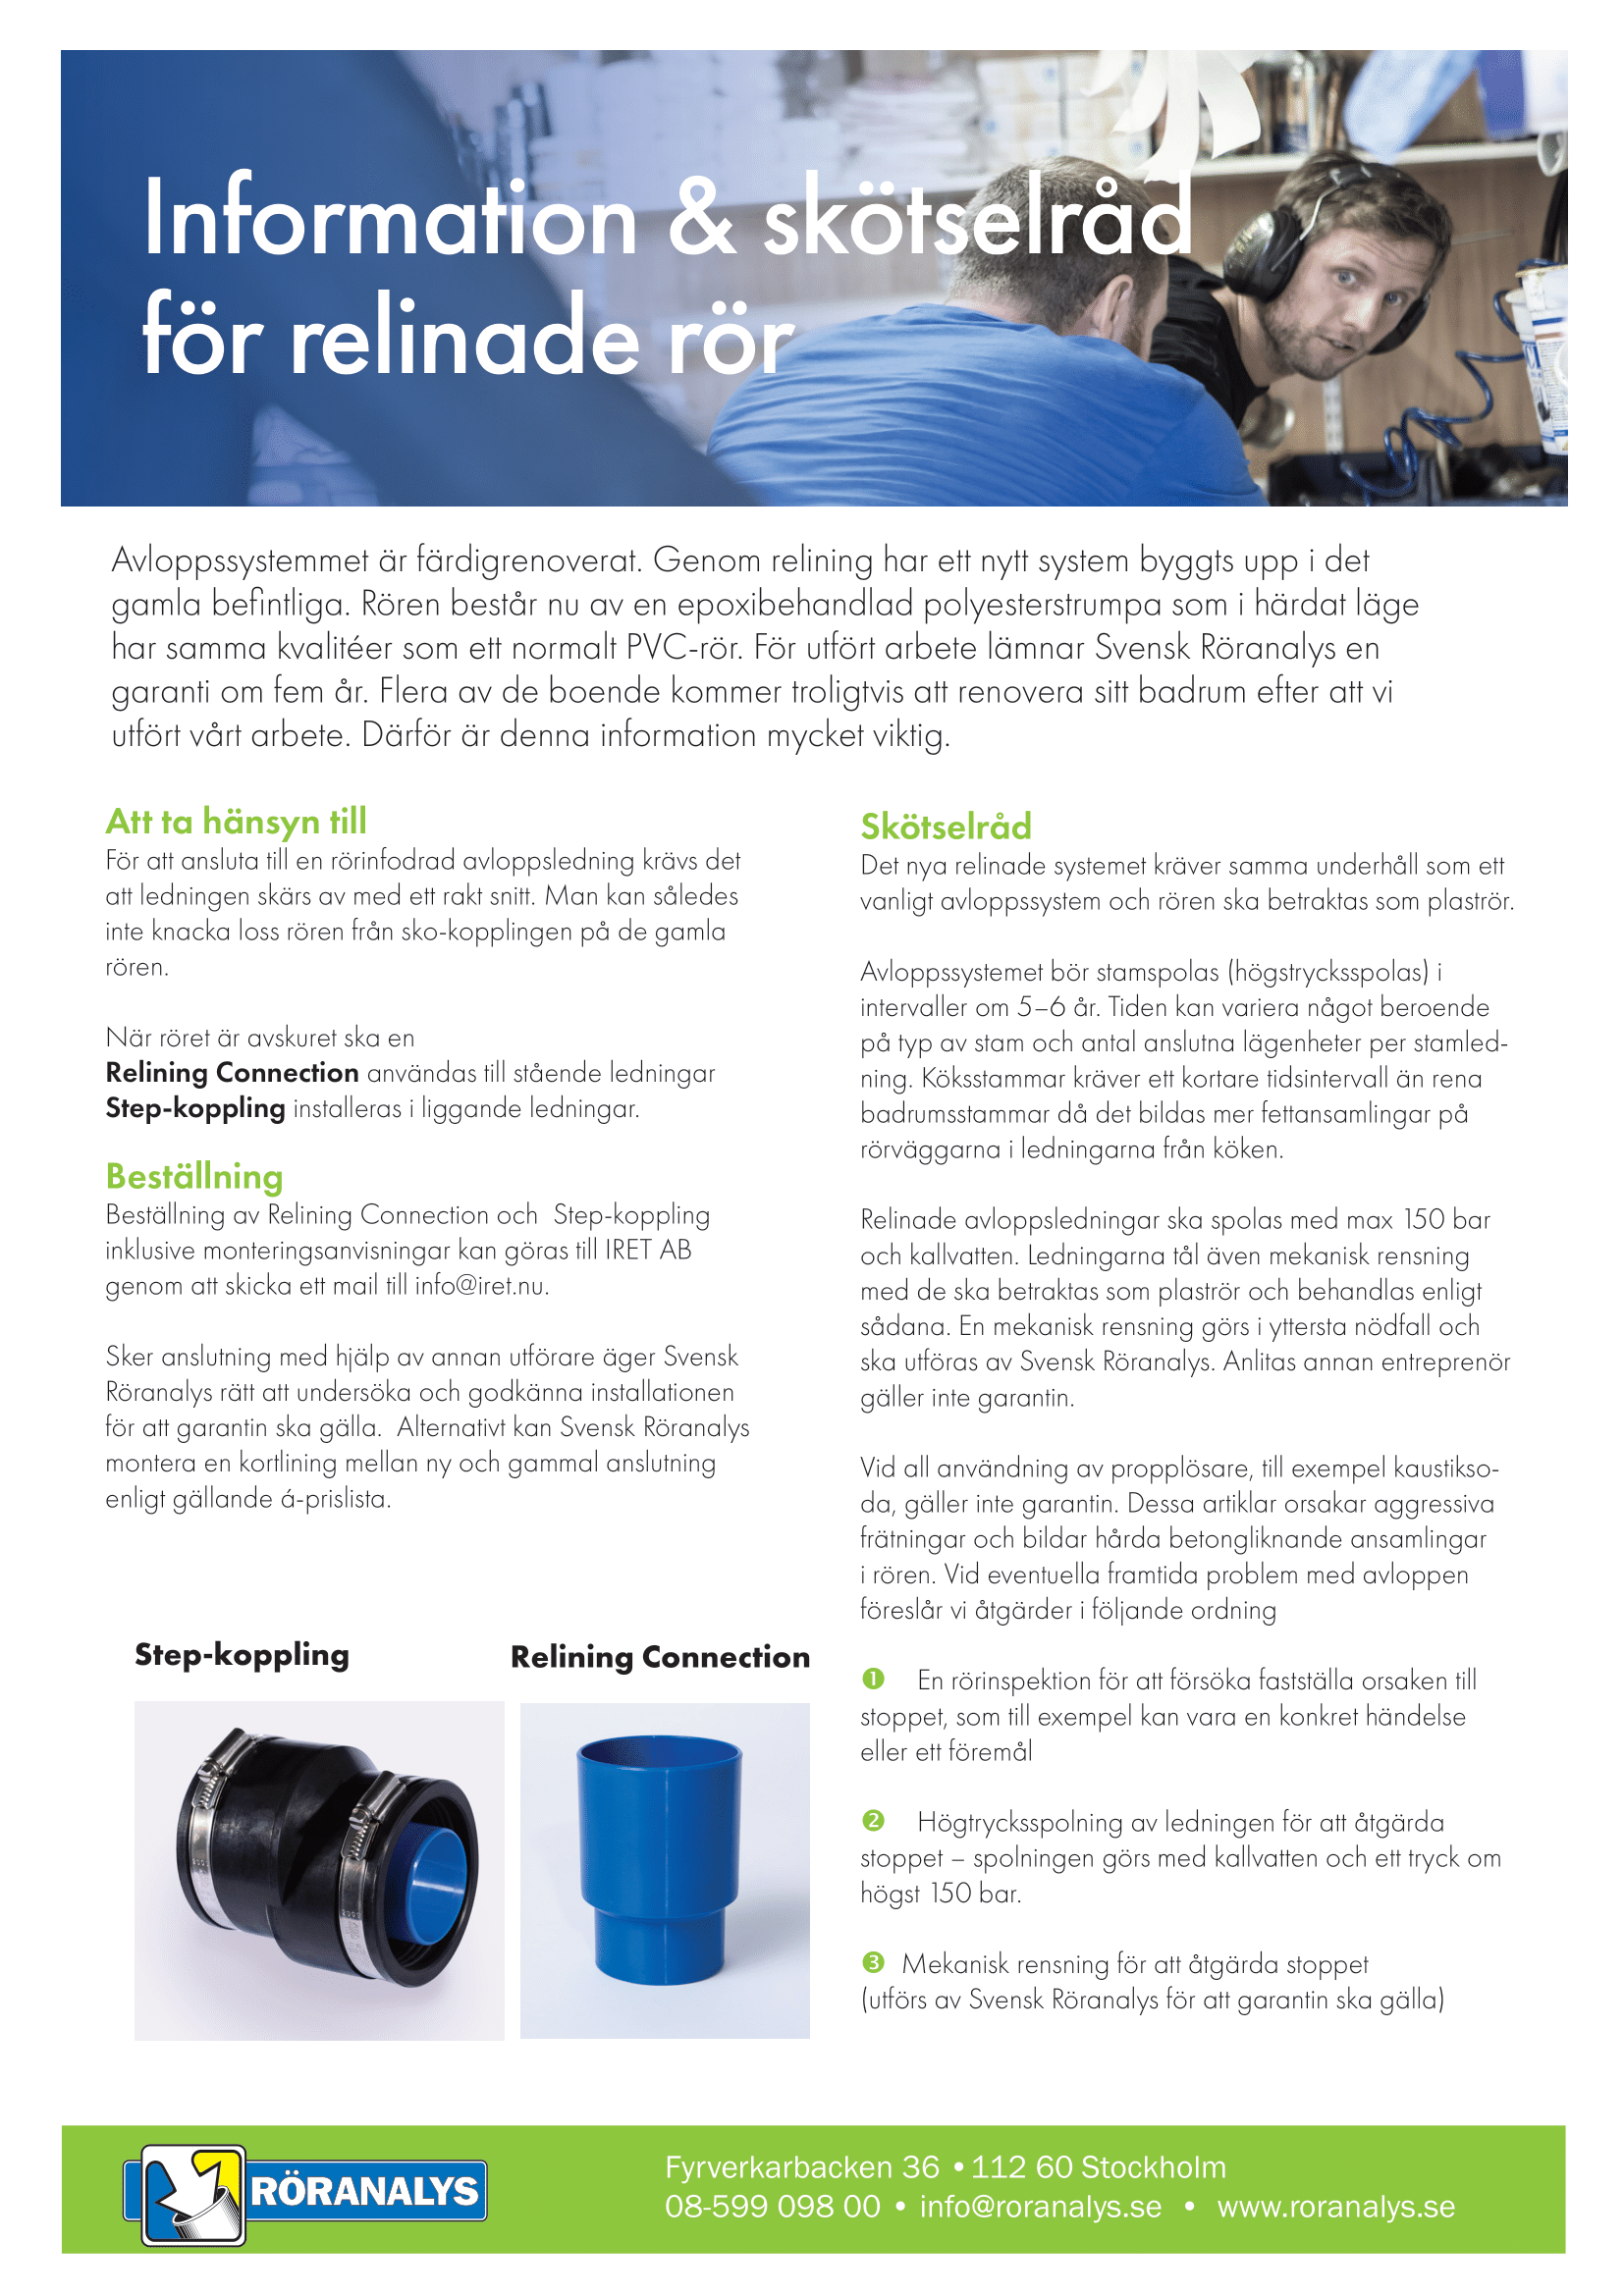 Information & skötselråd
för relinade rör
Avloppssystemmet är färdigrenoverat. Genom relining har ett nytt system byggts upp i det
gamla befintliga. Rören består nu av en epoxibehandlad polyesterstrumpa som i härdat läge
har samma kvalitéer som ett normalt PVC-rör. För utfört arbete lämnar Svensk Röranalys en
garanti om fem år. Flera av de boende kommer troligtvis att renovera sitt badrum efter att vi
utfört vårt arbete. Därför är denna information mycket viktig.
Att ta hänsyn till
För att ansluta till en rörinfodrad avloppsledning krävs det
att ledningen skärs av med ett rakt snitt. Man kan således
inte knacka loss rören från sko-kopplingen på de gamla
rören.
När röret är avskuret ska en
Relining Connection användas till stående ledningar
Step-koppling installeras i liggande ledningar.
Beställning
Beställning av Relining Connection och  Step-koppling
inklusive monteringsanvisningar kan göras till IRET AB
genom att skicka ett mail till info@iret.nu.
Sker anslutning med hjälp av annan utförare äger Svensk
Röranalys rätt att undersöka och godkänna installationen
för att garantin ska gälla.  Alternativt kan Svensk Röranalys
montera en kortlining mellan ny och gammal anslutning
enligt gällande á-prislista.
Step-koppling
Relining Connection
Skötselråd
Det nya relinade systemet kräver samma underhåll som ett
vanligt avloppssystem och rören ska betraktas som plaströr.
Avloppssystemet bör stamspolas (högstrycksspolas) i
intervaller om 5–6 år. Tiden kan variera något beroende
på typ av stam och antal anslutna lägenheter per stamled-
ning. Köksstammar kräver ett kortare tidsintervall än rena
badrumsstammar då det bildas mer fettansamlingar på
rörväggarna i ledningarna från köken.
Relinade avloppsledningar ska spolas med max 150 bar
och kallvatten. Ledningarna tål även mekanisk rensning
med de ska betraktas som plaströr och behandlas enligt
sådana. En mekanisk rensning görs i yttersta nödfall och
ska utföras av Svensk Röranalys. Anlitas annan entreprenör
gäller inte garantin.
Vid all användning av propplösare, till exempel kaustikso-
da, gäller inte garantin. Dessa artiklar orsakar aggressiva
frätningar och bildar hårda betongliknande ansamlingar
i rören. Vid eventuella framtida problem med avloppen
föreslår vi åtgärder i följande ordning
❶ En rörinspektion för att försöka fastställa orsaken till
stoppet, som till exempel kan vara en konkret händelse
eller ett föremål
❷ Högtrycksspolning av ledningen för att åtgärda
stoppet – spolningen görs med kallvatten och ett tryck om
högst 150 bar.
❸ Mekanisk rensning för att åtgärda stoppet
(utförs av Svensk Röranalys för att garantin ska gälla)
RÖRANALYS
Fyrverkarbacken 36 • 112 60 Stockholm
08-599 098 00 • info@roranalys.se • www.roranalys.se